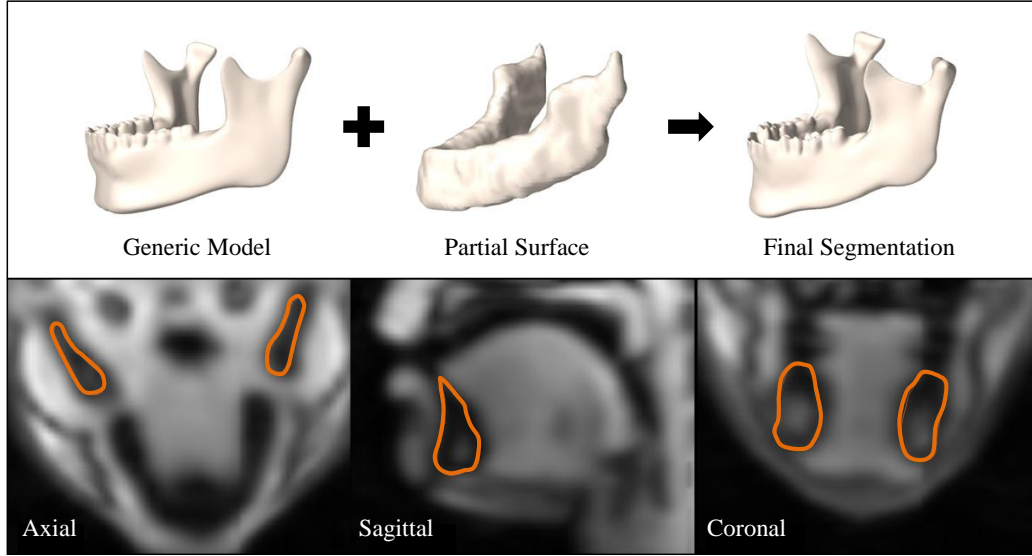 Generic Model
Partial Surface
Final Segmentation
Axial
Sagittal
Coronal